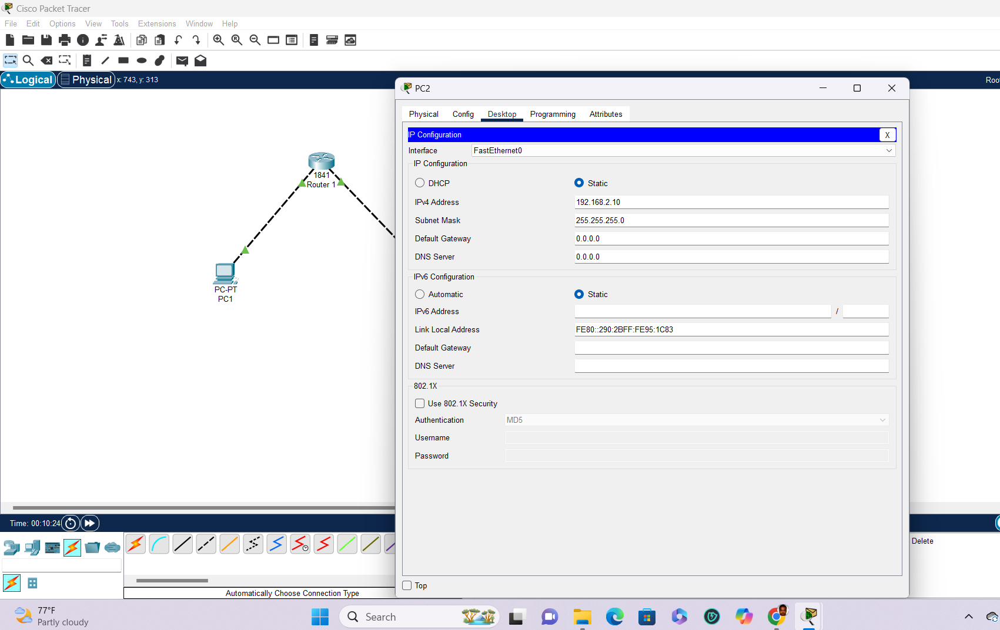 Cisco Packet Tracer
File Edit Options View Tools Extensions Window Help
Logical Physical x: 743, y: 313
Root
1841
Router 1
PC-PT
PC1
PC2
Physical Config Desktop Programming Attributes
IP Configuration X
Interface FastEthernet0
IP Configuration
DHCP Static
IPv4 Address 192.168.2.10
Subnet Mask 255.255.255.0
Default Gateway 0.0.0.0
DNS Server 0.0.0.0
IPv6 Configuration
Automatic Static
IPv6 Address /
Link Local Address FE80::290:2BFF:FE95:1C83
Default Gateway
DNS Server
802.1X
Use 802.1X Security
Authentication MD5
Username
Password
Top
Time: 00:10:24
Delete
Automatically Choose Connection Type
77°F
Partly cloudy
Search